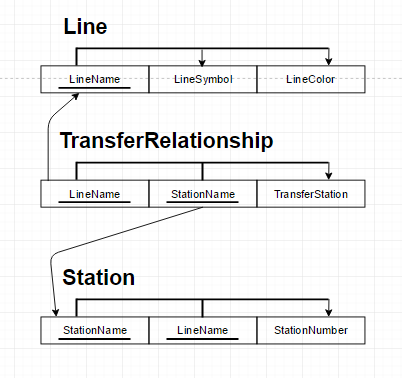 Line
LineName LineSymbol LineColor
TransferRelationship
LineName StationName TransferStation
Station
StationName LineName StationNumber